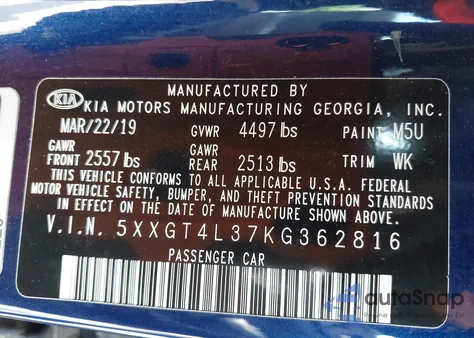 MANUFACTURED BY
KIA KIA MOTORS MANUFACTURING GEORGIA, INC.
MAR/22/19 GVWR 4497 lbs PAINT M5U
GAWR GAWR
FRONT 2557 lbs REAR 2513 lbs TRIM WK
THIS VEHICLE CONFORMS TO ALL APPLICABLE U.S.A. FEDERAL
MOTOR VEHICLE SAFETY, BUMPER, AND THEFT PREVENTION STANDARDS
IN EFFECT ON THE DATE OF MANUFACTURE SHOWN ABOVE.
V.I.N. 5XXGT4L37KG362816
PASSENGER CAR
autaSnap